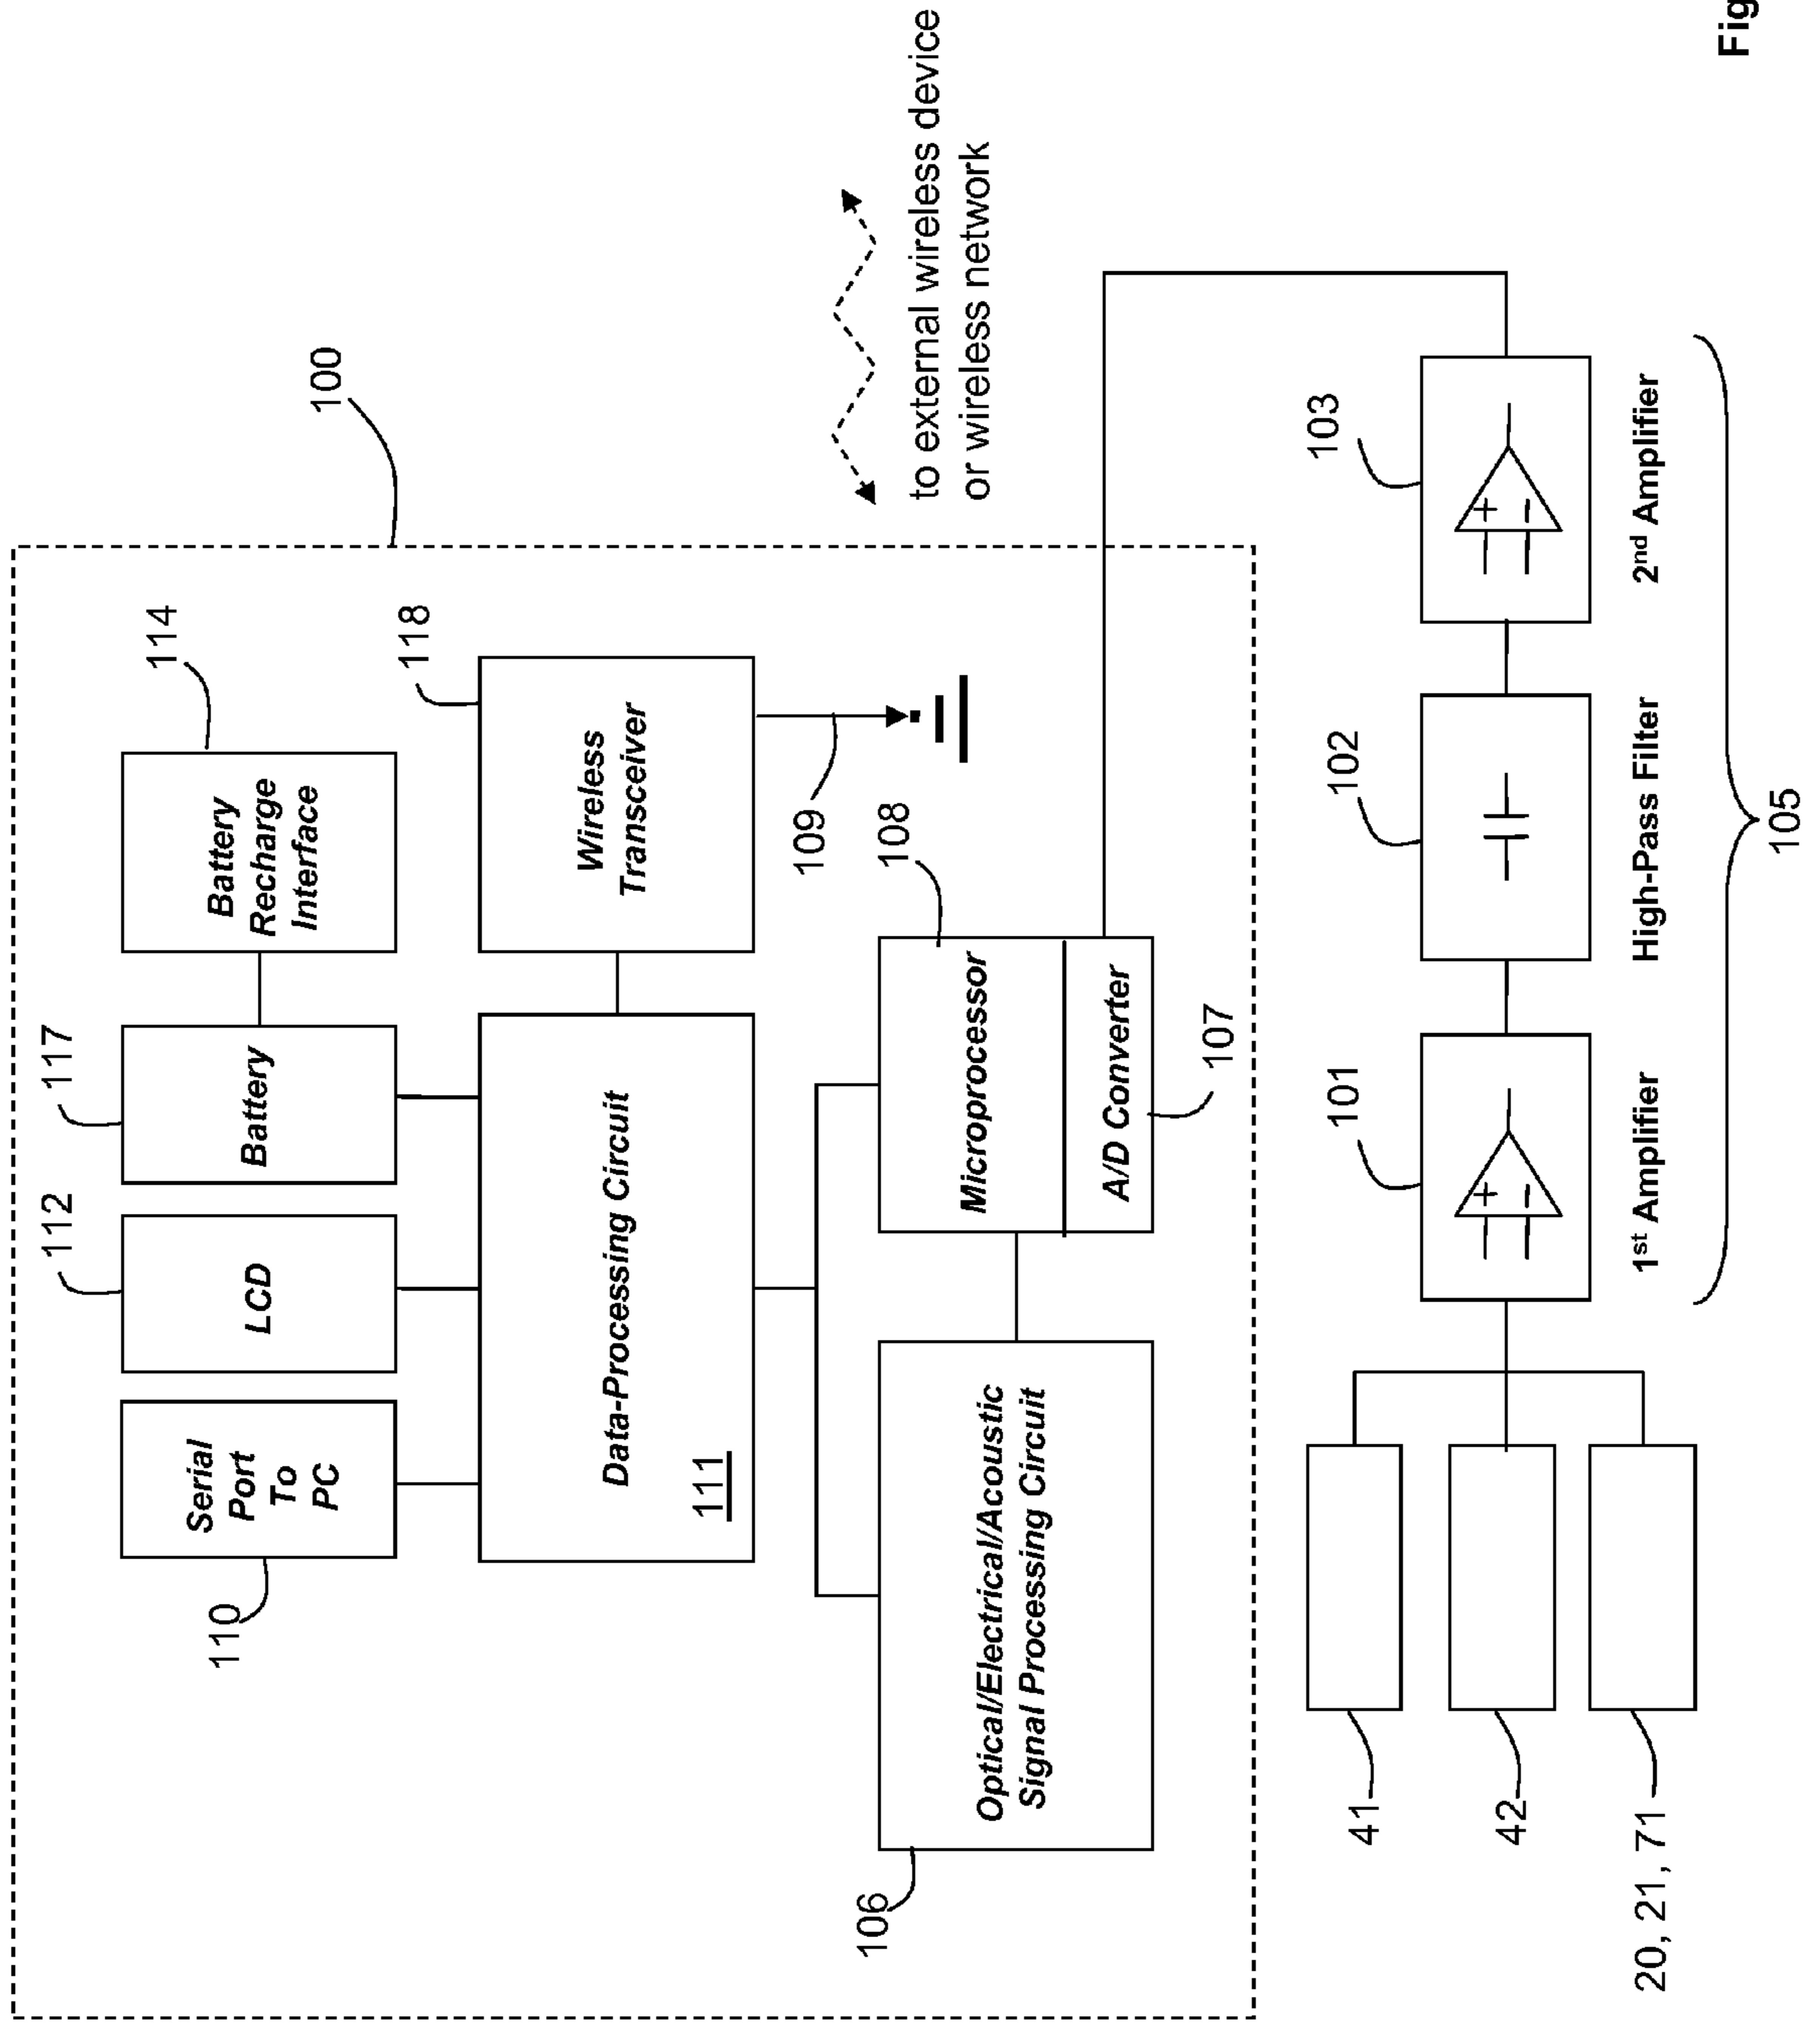 100
114
117
112
Battery
Recharge
Interface
Battery
LCD
Serial
Port
To
PC
110
118
Wireless
Transceiver
Data-Processing Circuit
111
109
to external wireless device
or wireless network
108
Microprocessor
A/D Converter
107
Optical/Electrical/Acoustic
Signal Processing Circuit
106
41
42
20, 21, 71
101
+
−
1st Amplifier
102
High-Pass Filter
103
+
−
2nd Amplifier
105